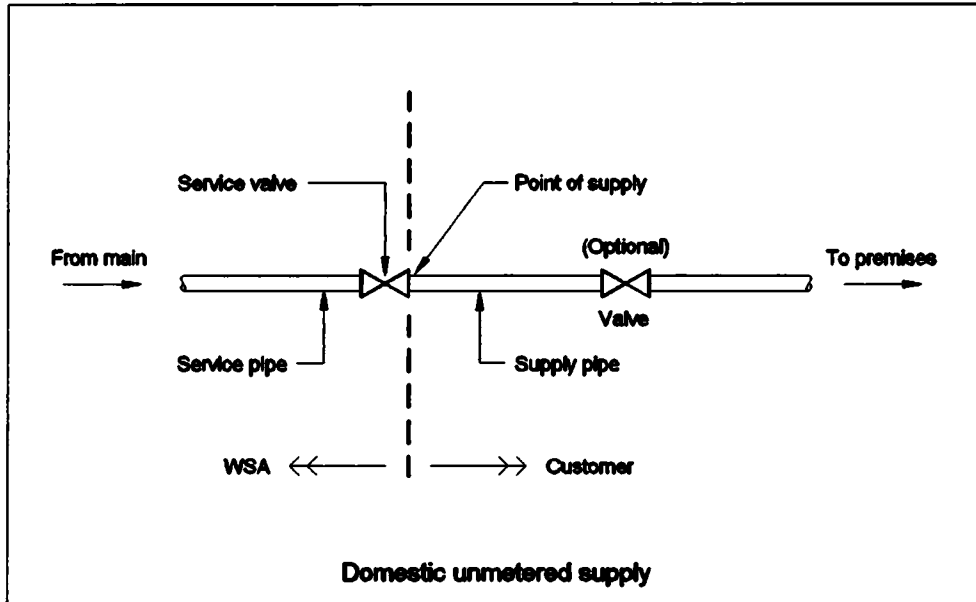 Service valve
Point of supply
From main
(Optional)
To premises
Valve
Service pipe
Supply pipe
WSA
Customer
Domestic unmetered supply